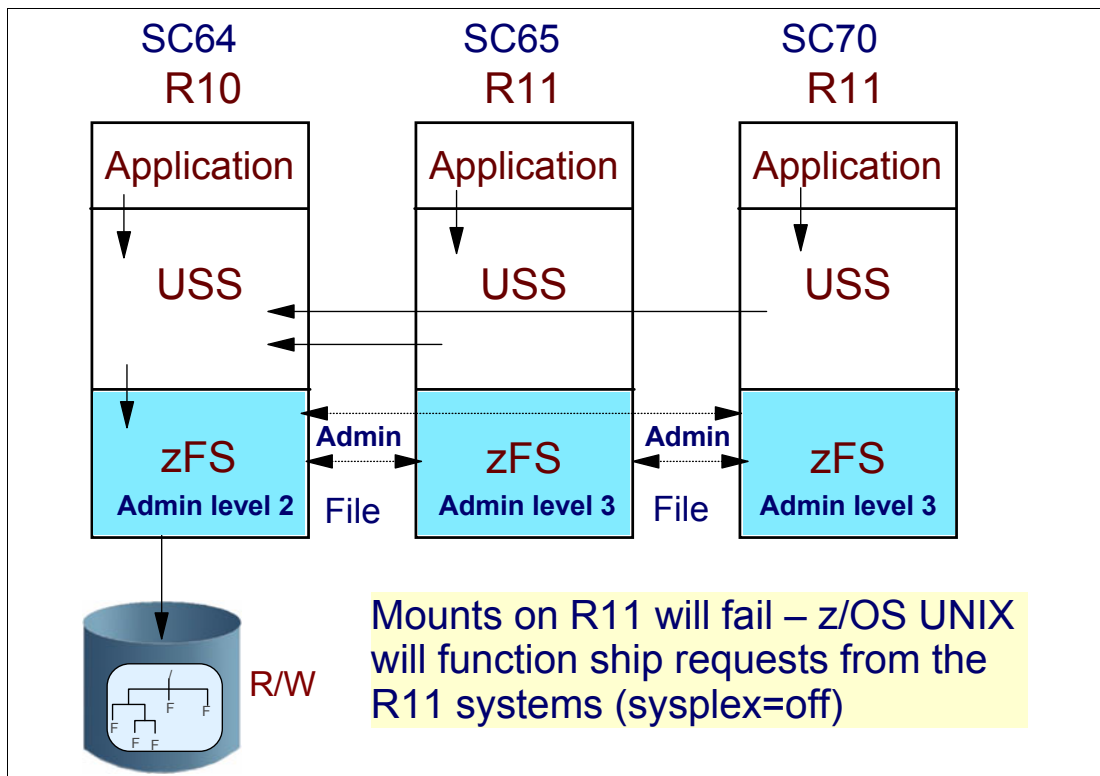 SC64 SC65 SC70
R10 R11 R11
Application Application Application
USS USS USS
Admin Admin
zFS zFS zFS
Admin level 2 File Admin level 3 File Admin level 3
Mounts on R11 will fail – z/OS UNIX
will function ship requests from the
R11 systems (sysplex=off)
R/W
F F F
F F